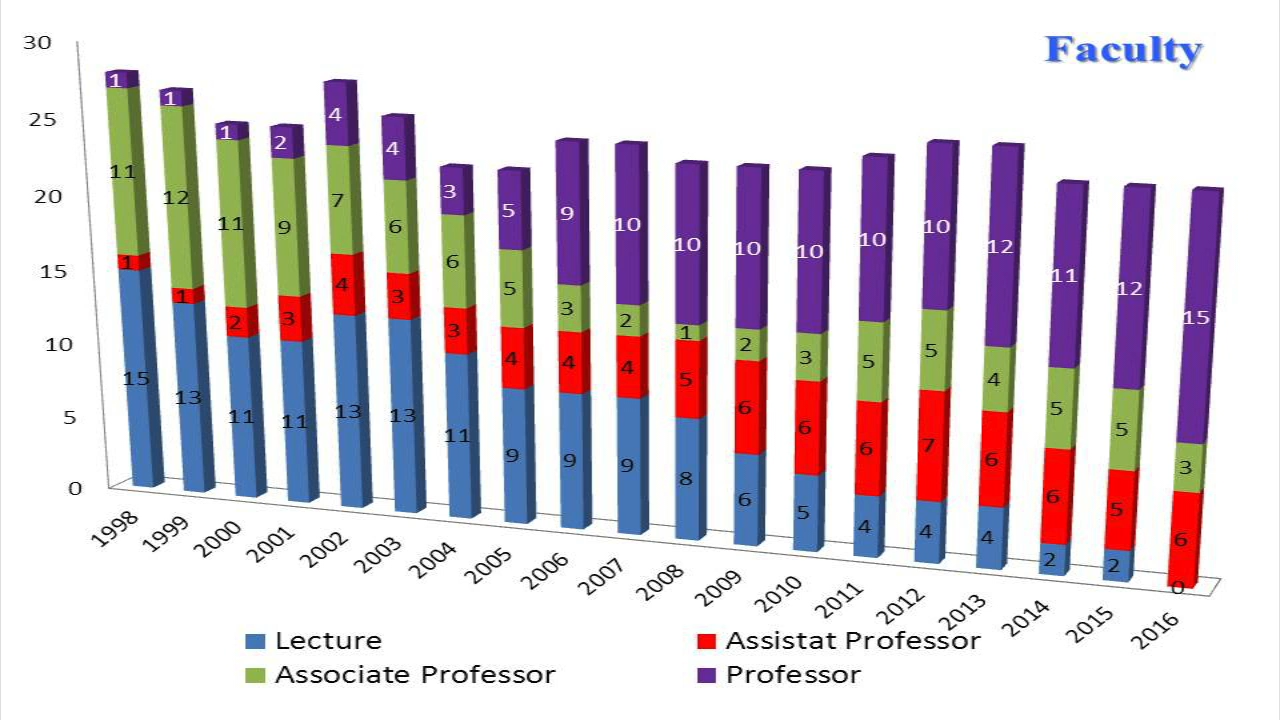 Faculty
30
25
20
15
10
5
0
1 1 1 2 4 4 3 5 9 10 10 10 10 10 10 12 11 12 15
11 12 11 9 7 6 6 5 3 2 1 2 3 5 5 4 5 5 3
1 1 2 3 4 3 3 4 4 4 5 6 6 6 7 6 6 5 6
15 13 11 11 13 13 11 9 9 9 8 6 5 4 4 4 2 2 0
1998 1999 2000 2001 2002 2003 2004 2005 2006 2007 2008 2009 2010 2011 2012 2013 2014 2015 2016
Lecture Assistat Professor
Associate Professor Professor